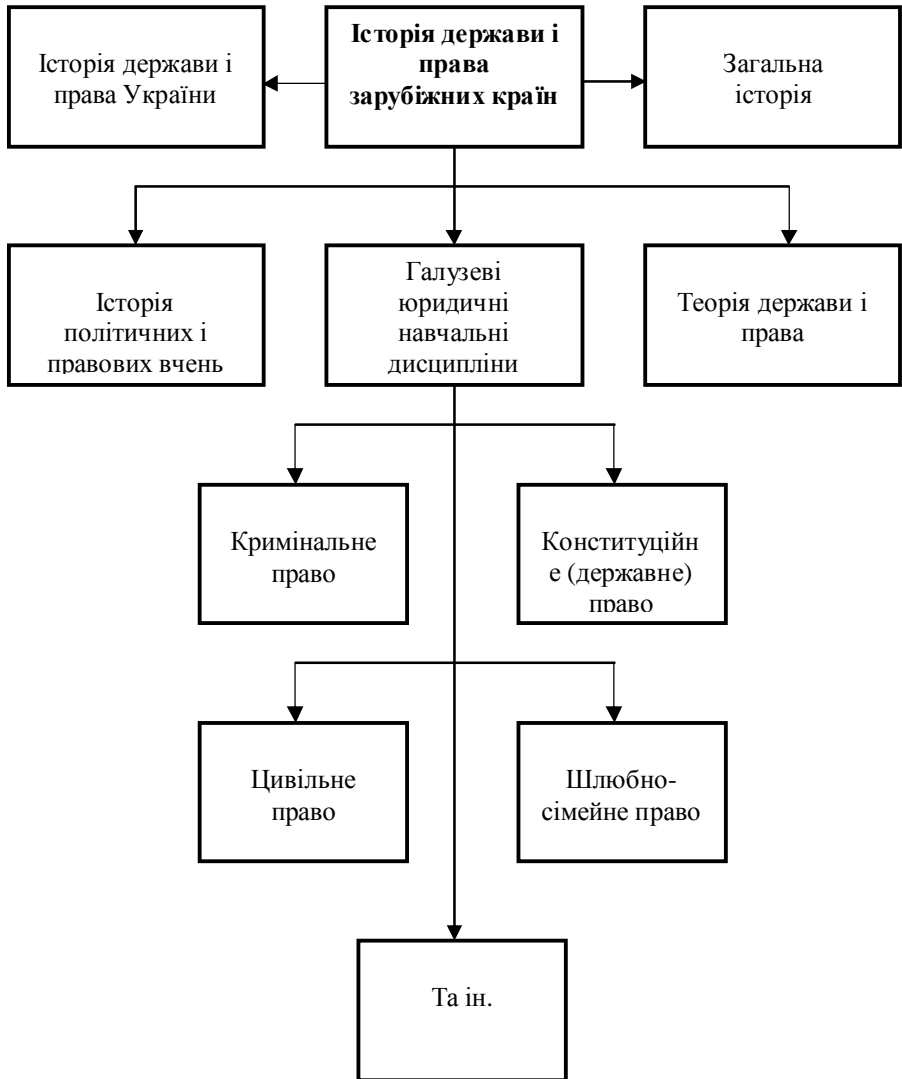 Історія держави і
права України
Історія держави і
права
зарубіжних країн
Загальна
історія
Історія
політичних і
правових вчень
Галузеві
юридичні
навчальні
дисципліни
Теорія держави і
права
Кримінальне
право
Конституційн
е (державне)
право
Цивільне
право
Шлюбно-
сімейне право
Та ін.